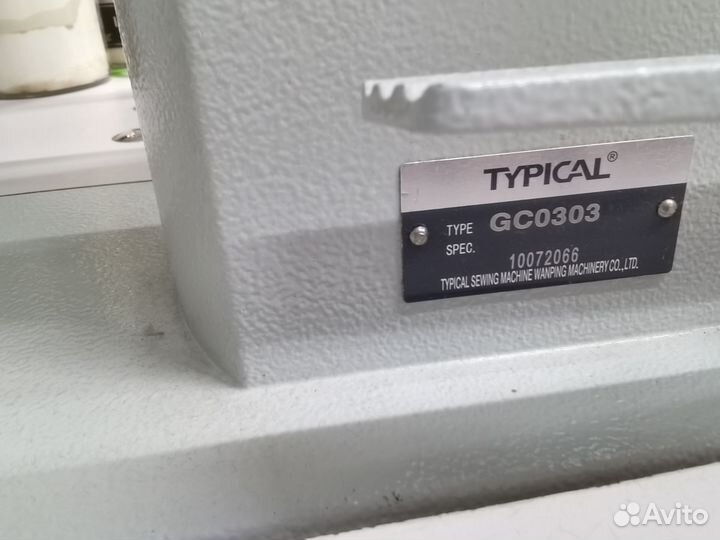 TYPICAL®
TYPE GC0303
SPEC.
10072066
TYPICAL SEWING MACHINE WANPING MACHINERY CO.,LTD.
Avito